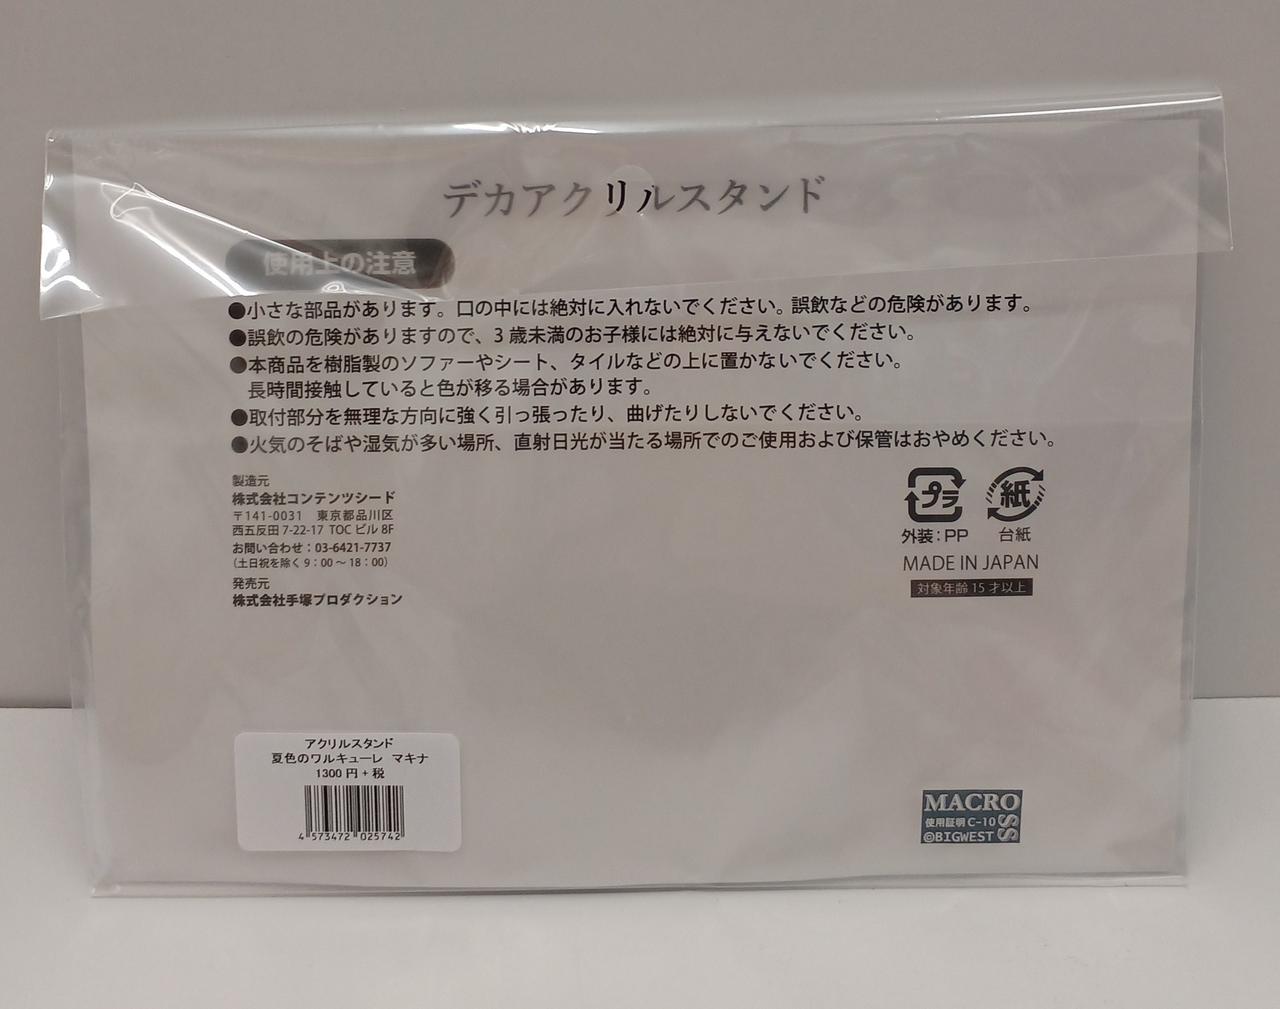 デカアクリルスタンド
使用上の注意
●小さな部品があります。口の中には絶対に入れないでください。誤飲などの危険があります。
●誤飲の危険がありますので、3歳未満のお子様には絶対に与えないでください。
●本商品を樹脂製のソファーやシート、タイルなどの上に置かないでください。
長時間接触していると色が移る場合があります。
●取付部分を無理な方向に強く引っ張ったり、曲げたりしないでください。
●火気のそばや湿気が多い場所、直射日光が当たる場所でのご使用および保管はおやめください。
製造元
株式会社コンテンツシード
〒141-0031 東京都品川区
西五反田7-22-17 TOCビル8F
お問い合わせ：03-6421-7737
（土日祝を除く9：00～18：00）
発売元
株式会社手塚プロダクション
プラ
紙
外装：PP
台紙
MADE IN JAPAN
対象年齢15才以上
アクリルスタンド
夏色のワルキューレ マキナ
1300円+税
4 573472 025742
MACROSS
使用証明 C-10
©BIGWEST